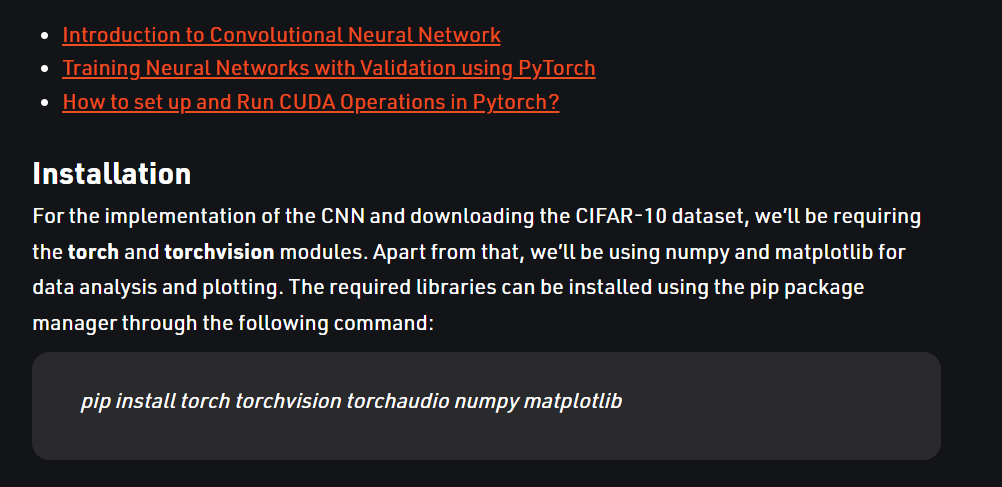 Introduction to Convolutional Neural Network
Training Neural Networks with Validation using PyTorch
How to set up and Run CUDA Operations in Pytorch?
Installation
For the implementation of the CNN and downloading the CIFAR-10 dataset, we’ll be requiring
the torch and torchvision modules. Apart from that, we’ll be using numpy and matplotlib for
data analysis and plotting. The required libraries can be installed using the pip package
manager through the following command:
pip install torch torchvision torchaudio numpy matplotlib